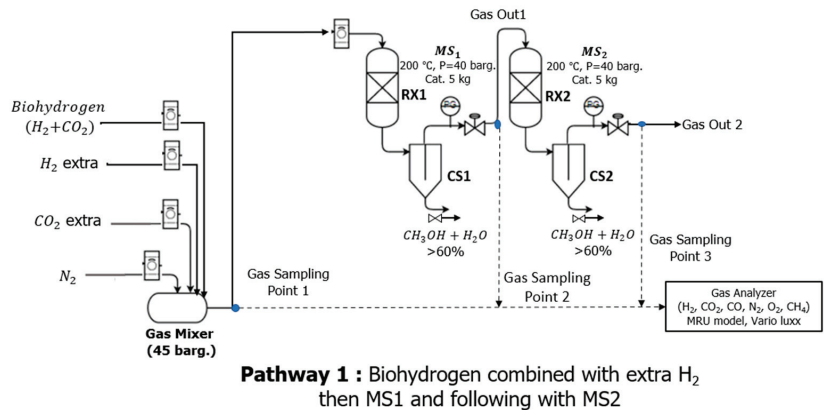 Gas Out1
MS₁
200 °C, P=40 barg.
Cat. 5 kg
RX1
MS₂
200 °C, P=40 barg.
Cat. 5 kg
RX2
Biohydrogen
(H₂+CO₂)
H₂ extra
CO₂ extra
N₂
PG
PG
Gas Out 2
CS1
CS2
CH₃OH + H₂O
>60%
CH₃OH + H₂O
>60%
Gas Sampling
Point 1
Gas Sampling
Point 2
Gas Sampling
Point 3
Gas Mixer
(45 barg.)
Gas Analyzer
(H₂, CO₂, CO, N₂, O₂, CH₄)
MRU model, Vario luxx
Pathway 1 : Biohydrogen combined with extra H₂
then MS1 and following with MS2